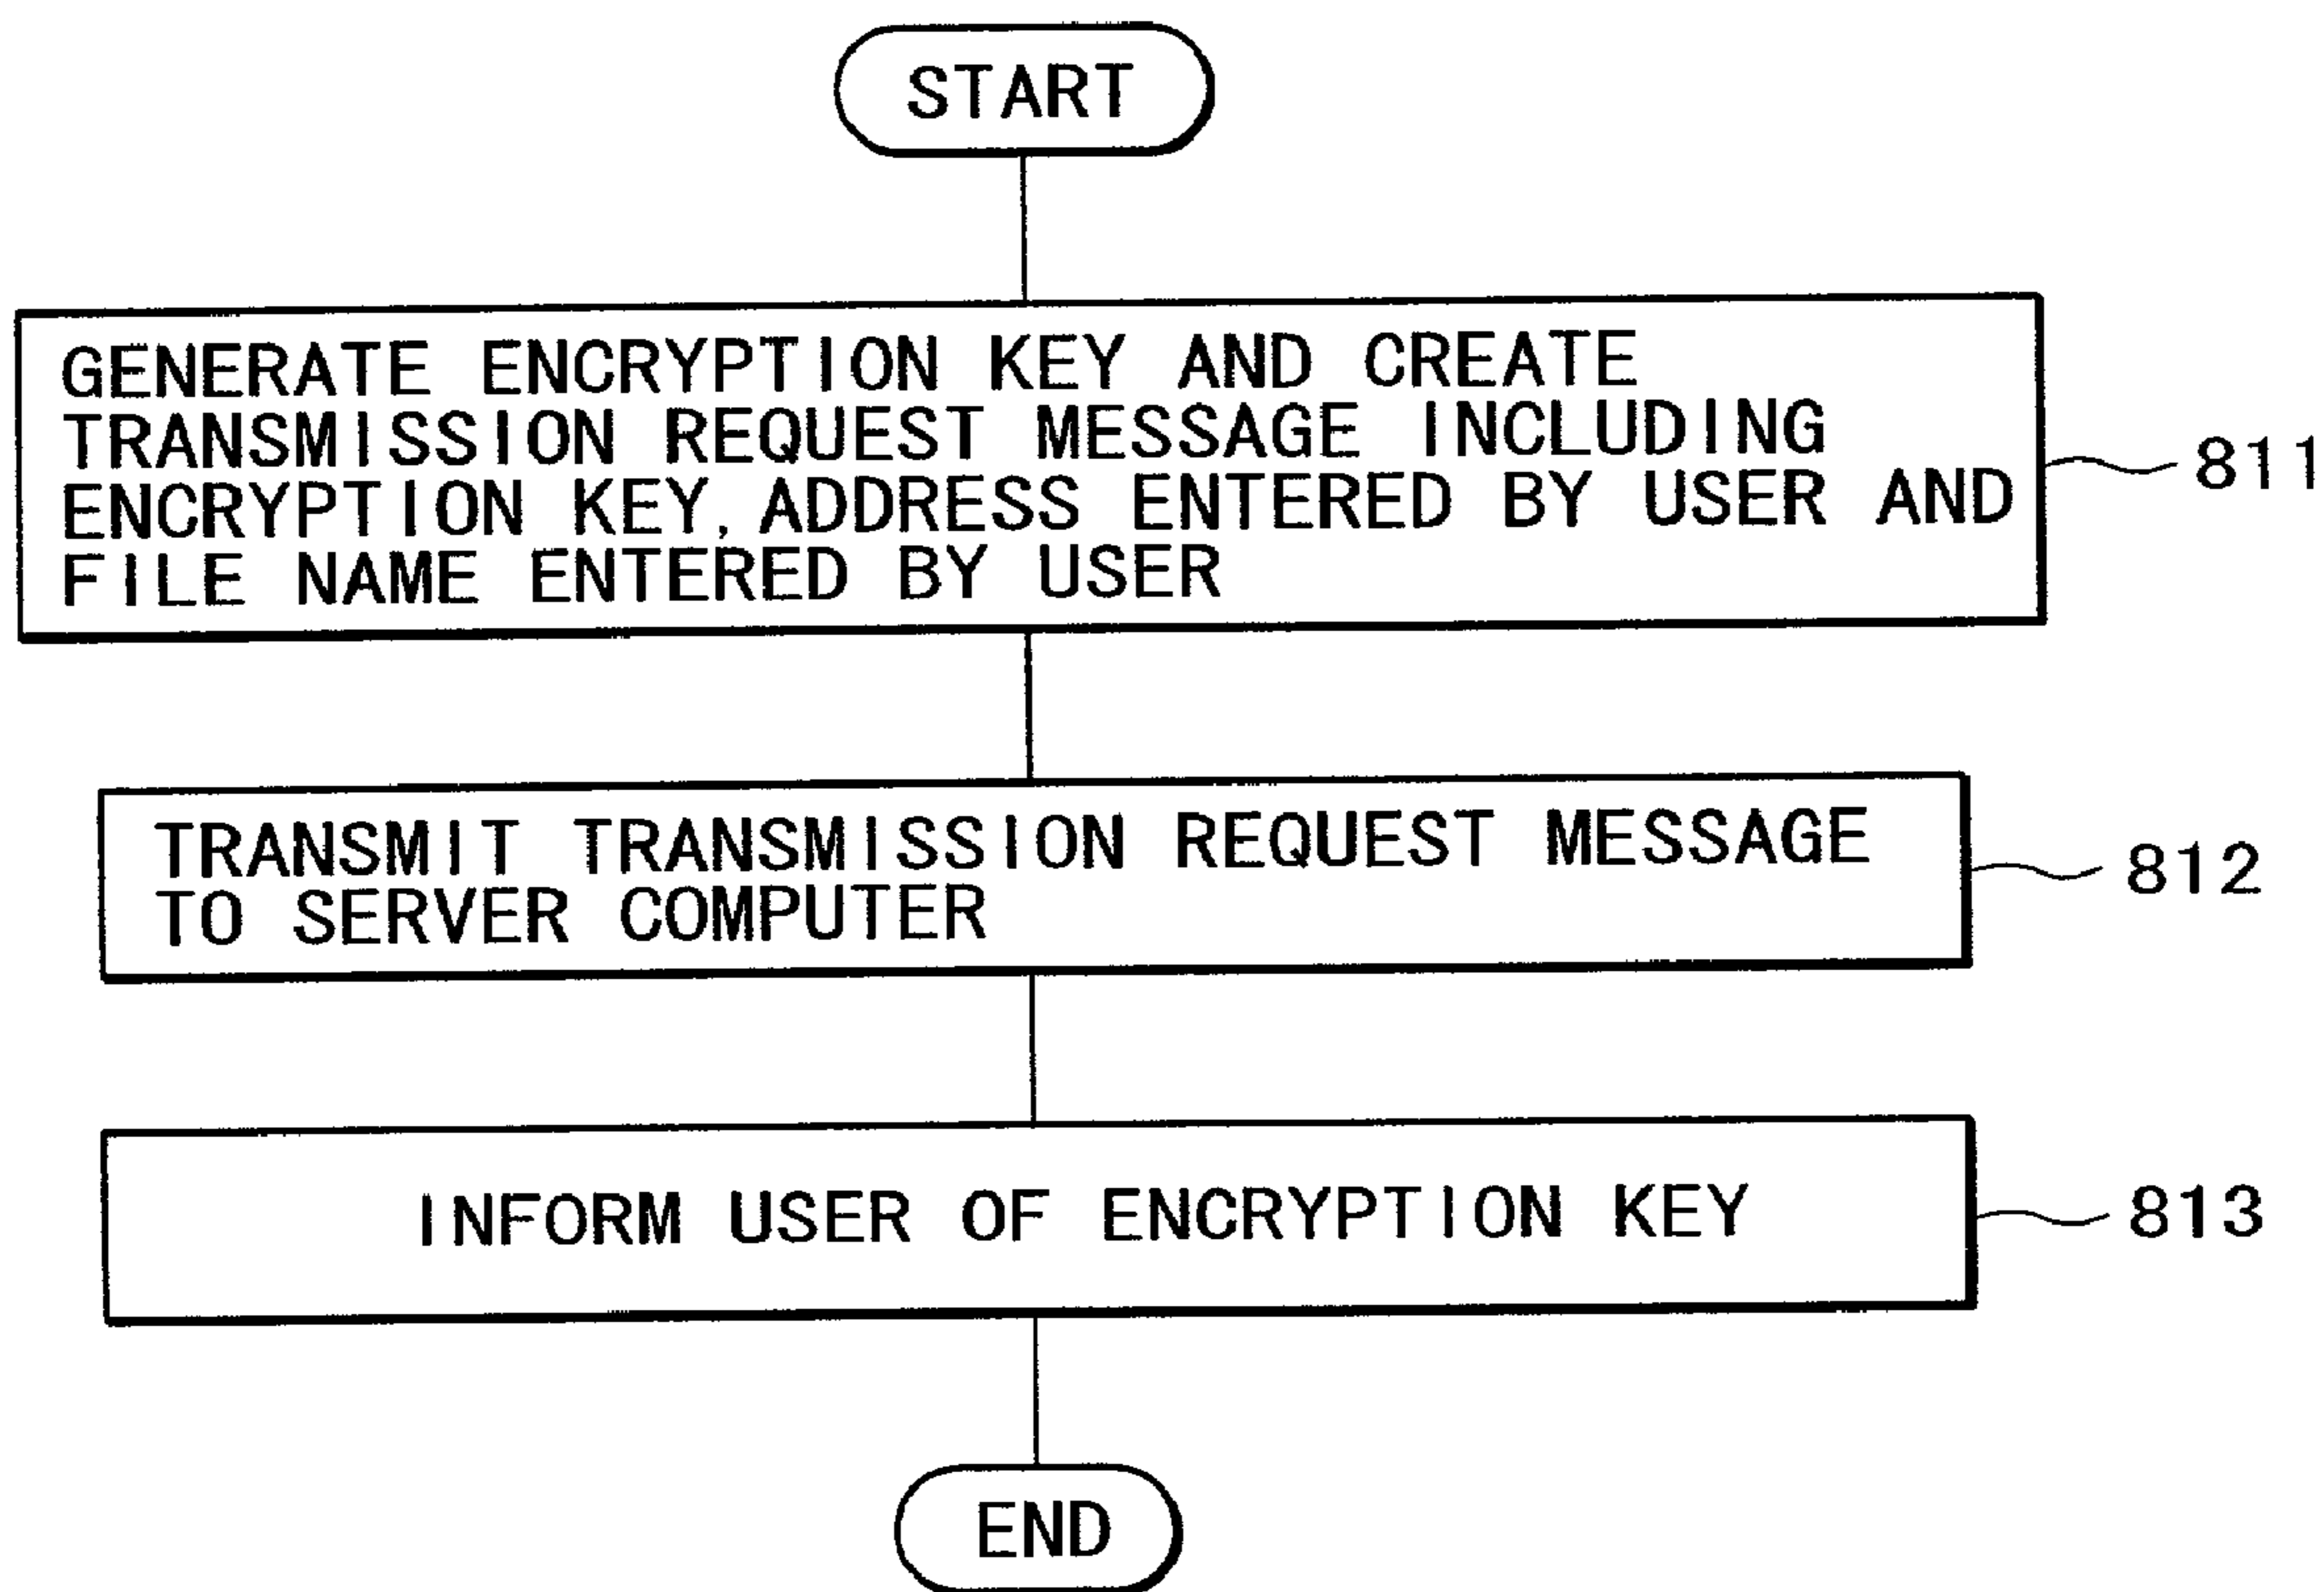 START
GENERATE ENCRYPTION KEY AND CREATE
TRANSMISSION REQUEST MESSAGE INCLUDING
ENCRYPTION KEY, ADDRESS ENTERED BY USER AND
FILE NAME ENTERED BY USER
811
TRANSMIT TRANSMISSION REQUEST MESSAGE
TO SERVER COMPUTER
812
INFORM USER OF ENCRYPTION KEY
813
END